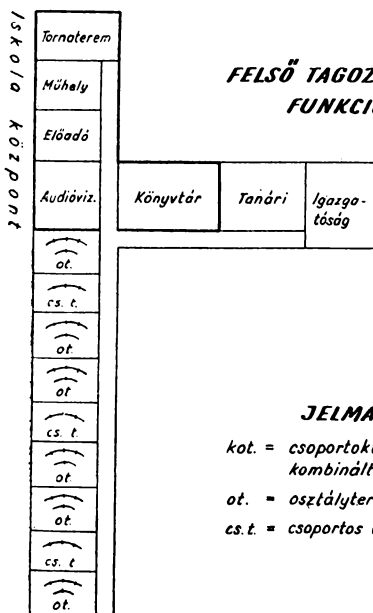 Iskola központ
Tornaterem
Műhely
Előadó
Audióviz.
Könyvtár
Tanári
Igazga-
tóság
FELSŐ TAGOZ
FUNKCI
ot.
cs. t.
ot.
ot.
cs. t.
ot.
ot.
cs. t
ot.
JELMA
kot. = csoportok
kombinált
ot. = osztályter
cs.t. = csoportos